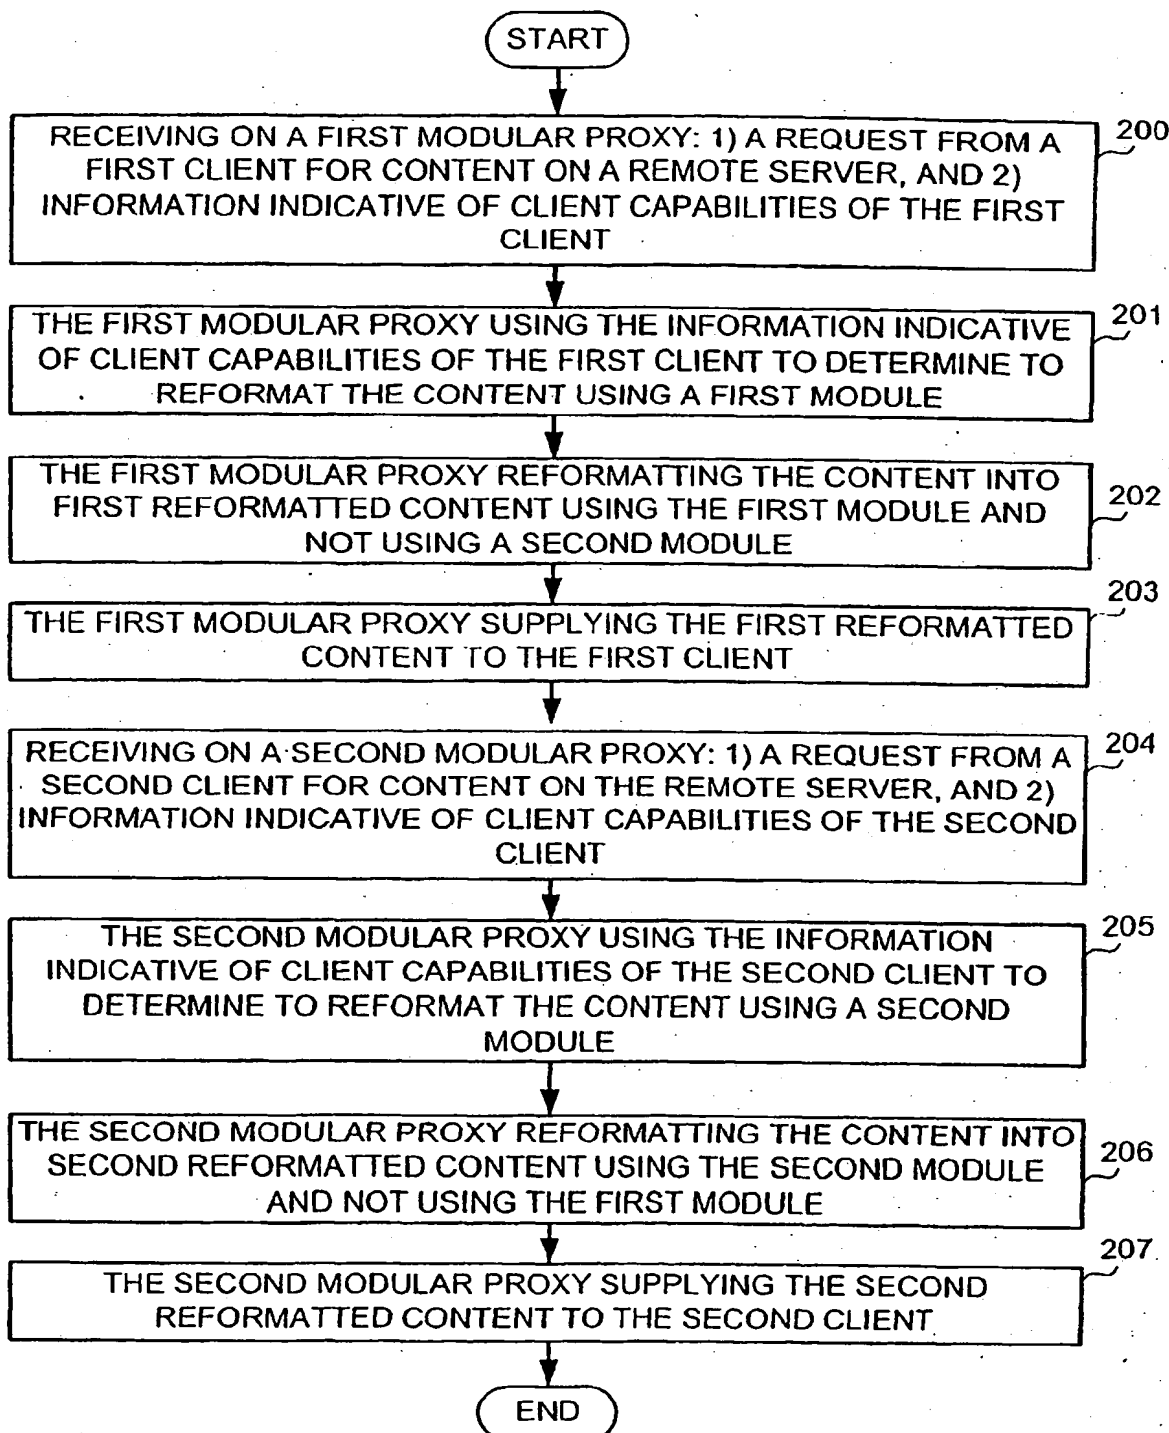 START
RECEIVING ON A FIRST MODULAR PROXY: 1) A REQUEST FROM A
FIRST CLIENT FOR CONTENT ON A REMOTE SERVER, AND 2)
INFORMATION INDICATIVE OF CLIENT CAPABILITIES OF THE FIRST
CLIENT
200
THE FIRST MODULAR PROXY USING THE INFORMATION INDICATIVE
OF CLIENT CAPABILITIES OF THE FIRST CLIENT TO DETERMINE TO
REFORMAT THE CONTENT USING A FIRST MODULE
201
THE FIRST MODULAR PROXY REFORMATTING THE CONTENT INTO
FIRST REFORMATTED CONTENT USING THE FIRST MODULE AND
NOT USING A SECOND MODULE
202
THE FIRST MODULAR PROXY SUPPLYING THE FIRST REFORMATTED
CONTENT TO THE FIRST CLIENT
203
RECEIVING ON A SECOND MODULAR PROXY: 1) A REQUEST FROM A
SECOND CLIENT FOR CONTENT ON THE REMOTE SERVER, AND 2)
INFORMATION INDICATIVE OF CLIENT CAPABILITIES OF THE SECOND
CLIENT
204
THE SECOND MODULAR PROXY USING THE INFORMATION
INDICATIVE OF CLIENT CAPABILITIES OF THE SECOND CLIENT TO
DETERMINE TO REFORMAT THE CONTENT USING A SECOND
MODULE
205
THE SECOND MODULAR PROXY REFORMATTING THE CONTENT INTO
SECOND REFORMATTED CONTENT USING THE SECOND MODULE
AND NOT USING THE FIRST MODULE
206
THE SECOND MODULAR PROXY SUPPLYING THE SECOND
REFORMATTED CONTENT TO THE SECOND CLIENT
207
END